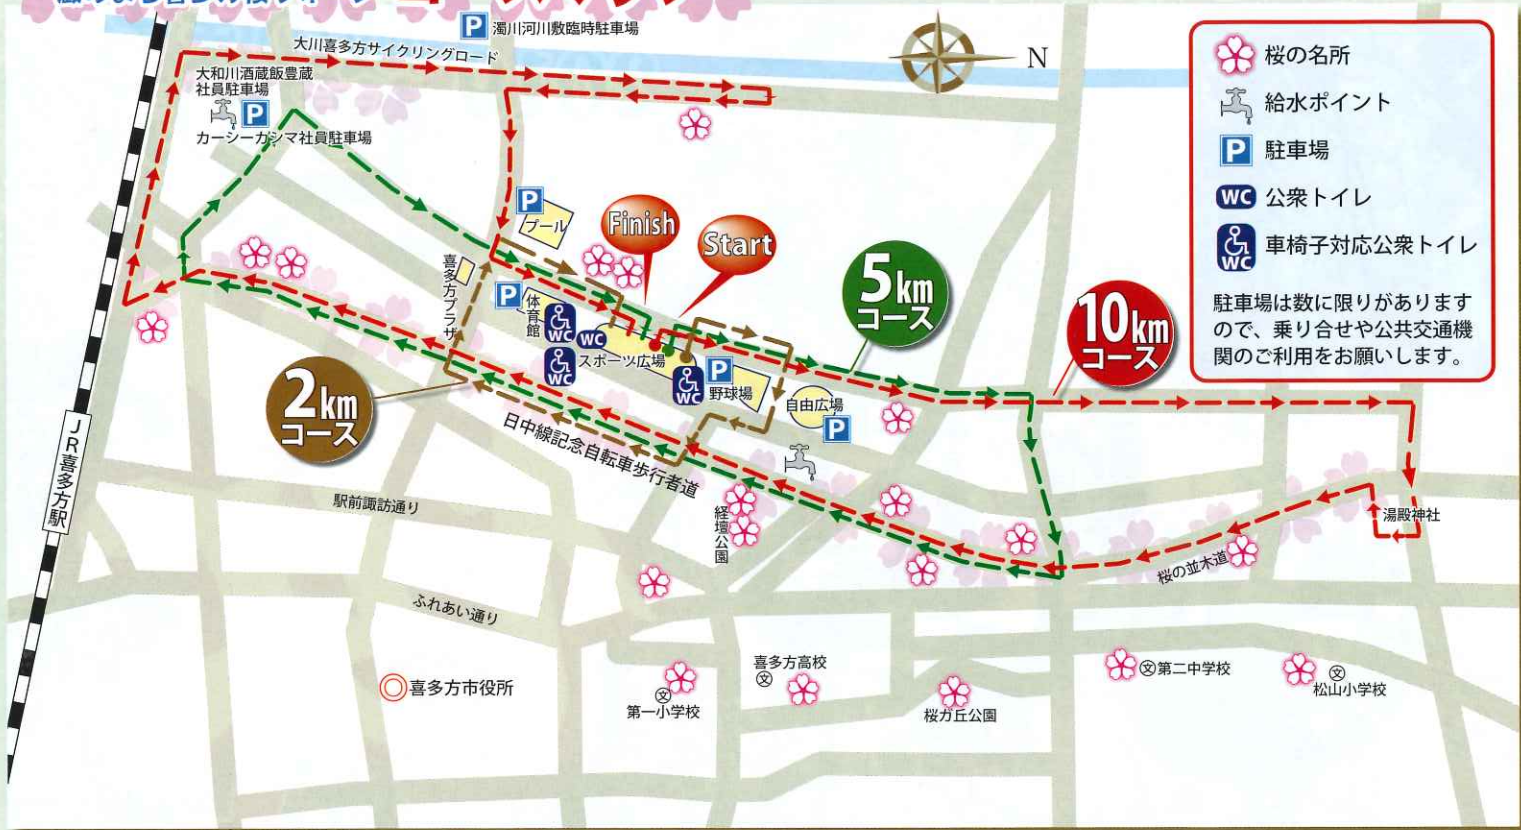 濁川河川敷臨時駐車場
P
大川喜多方サイクリングロード
N
大和川酒蔵飯豊蔵
社員駐車場
P
カーシーカシマ社員駐車場
桜の名所
給水ポイント
P 駐車場
WC 公衆トイレ
WC 車椅子対応公衆トイレ
駐車場は数に限りがあります
ので、乗り合せや公共交通機
関のご利用をお願いします。
P
プール
Finish
Start
喜多方プラザ
P
体育館
WC
WC
WC
スポーツ広場
WC
P
野球場
自由広場
P
5km
コース
10km
コース
2km
コース
日中線記念自転車歩行者道
JR喜多方駅
駅前諏訪通り
経壇公園
湯殿神社
桜の並木道
ふれあい通り
喜多方市役所
文
第一小学校
喜多方高校
文
桜ガ丘公園
文 第二中学校
文
松山小学校